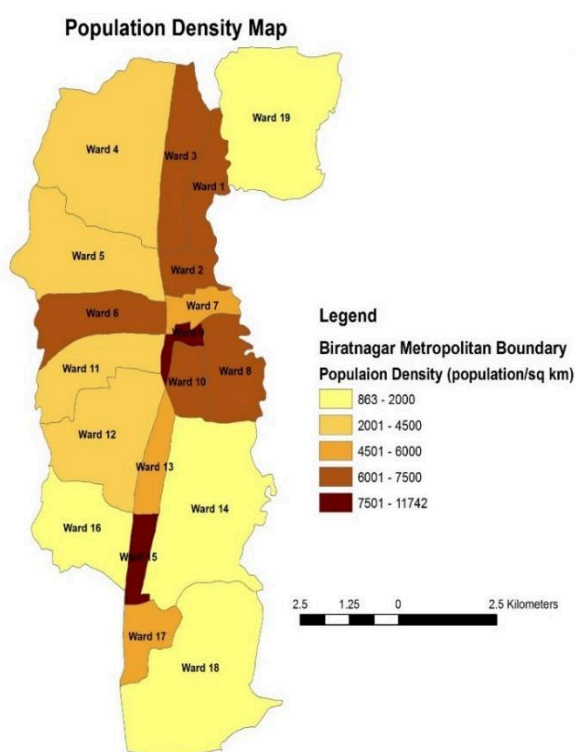 Population Density Map
Ward 19
Ward 4
Ward 3
Ward 1
Ward 5
Ward 2
Ward 7
Ward 6
Ward 11
Ward 10
Ward 8
Ward 12
Ward 13
Ward 14
Ward 16
Ward 15
Ward 17
Ward 18
Legend
Biratnagar Metropolitan Boundary
Populaion Density (population/sq km)
863 - 2000
2001 - 4500
4501 - 6000
6001 - 7500
7501 - 11742
2.5 1.25 0 2.5 Kilometers